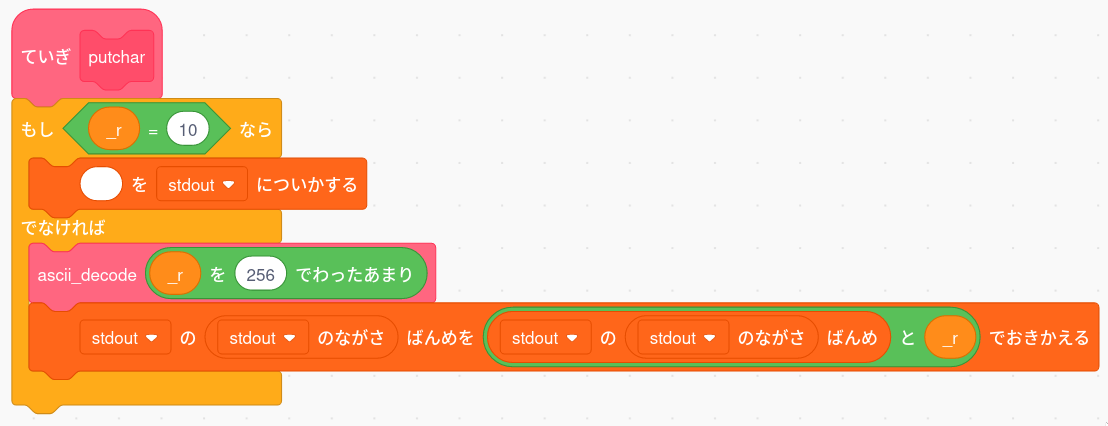 ていぎ putchar
もし _r = 10 なら
を stdout についかする
でなければ
ascii_decode _r を 256 でわったあまり
stdout の stdout のながさ ばんめを stdout の stdout のながさ ばんめ と _r でおきかえる